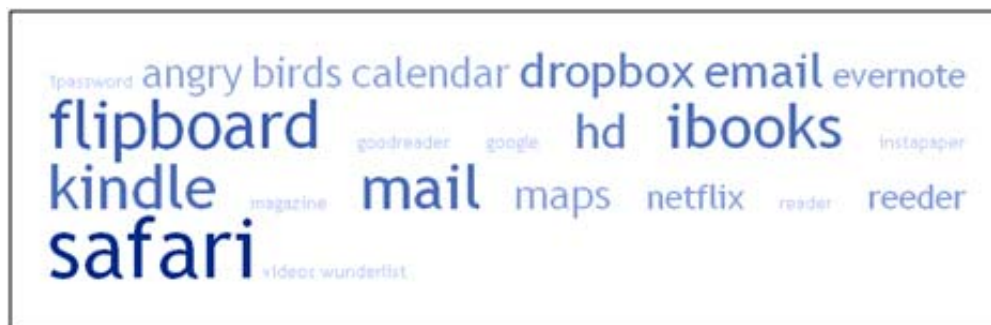 1password angry birds calendar dropbox email evernote
flipboard goodreader google hd ibooks instapaper
kindle magazine mail maps netflix reader reeder
safari videos wunderlist